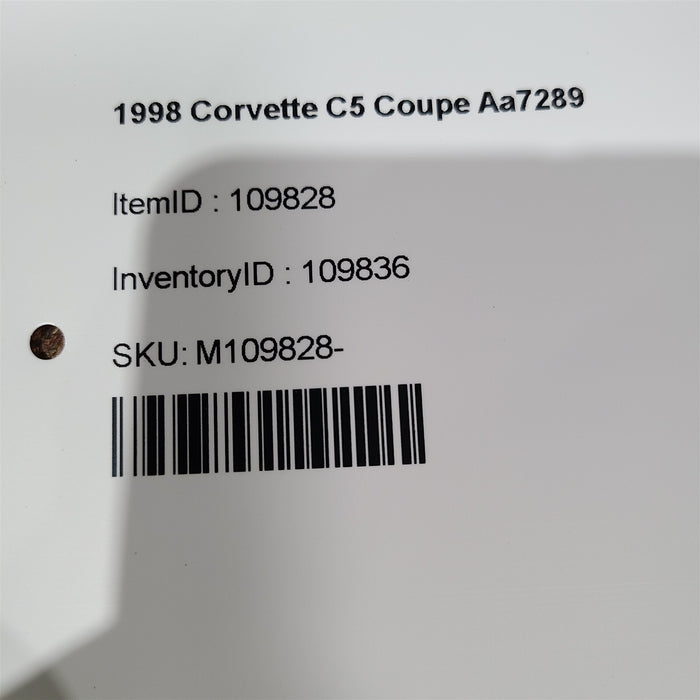 1998 Corvette C5 Coupe Aa7289
ItemID : 109828
InventoryID : 109836
SKU: M109828-